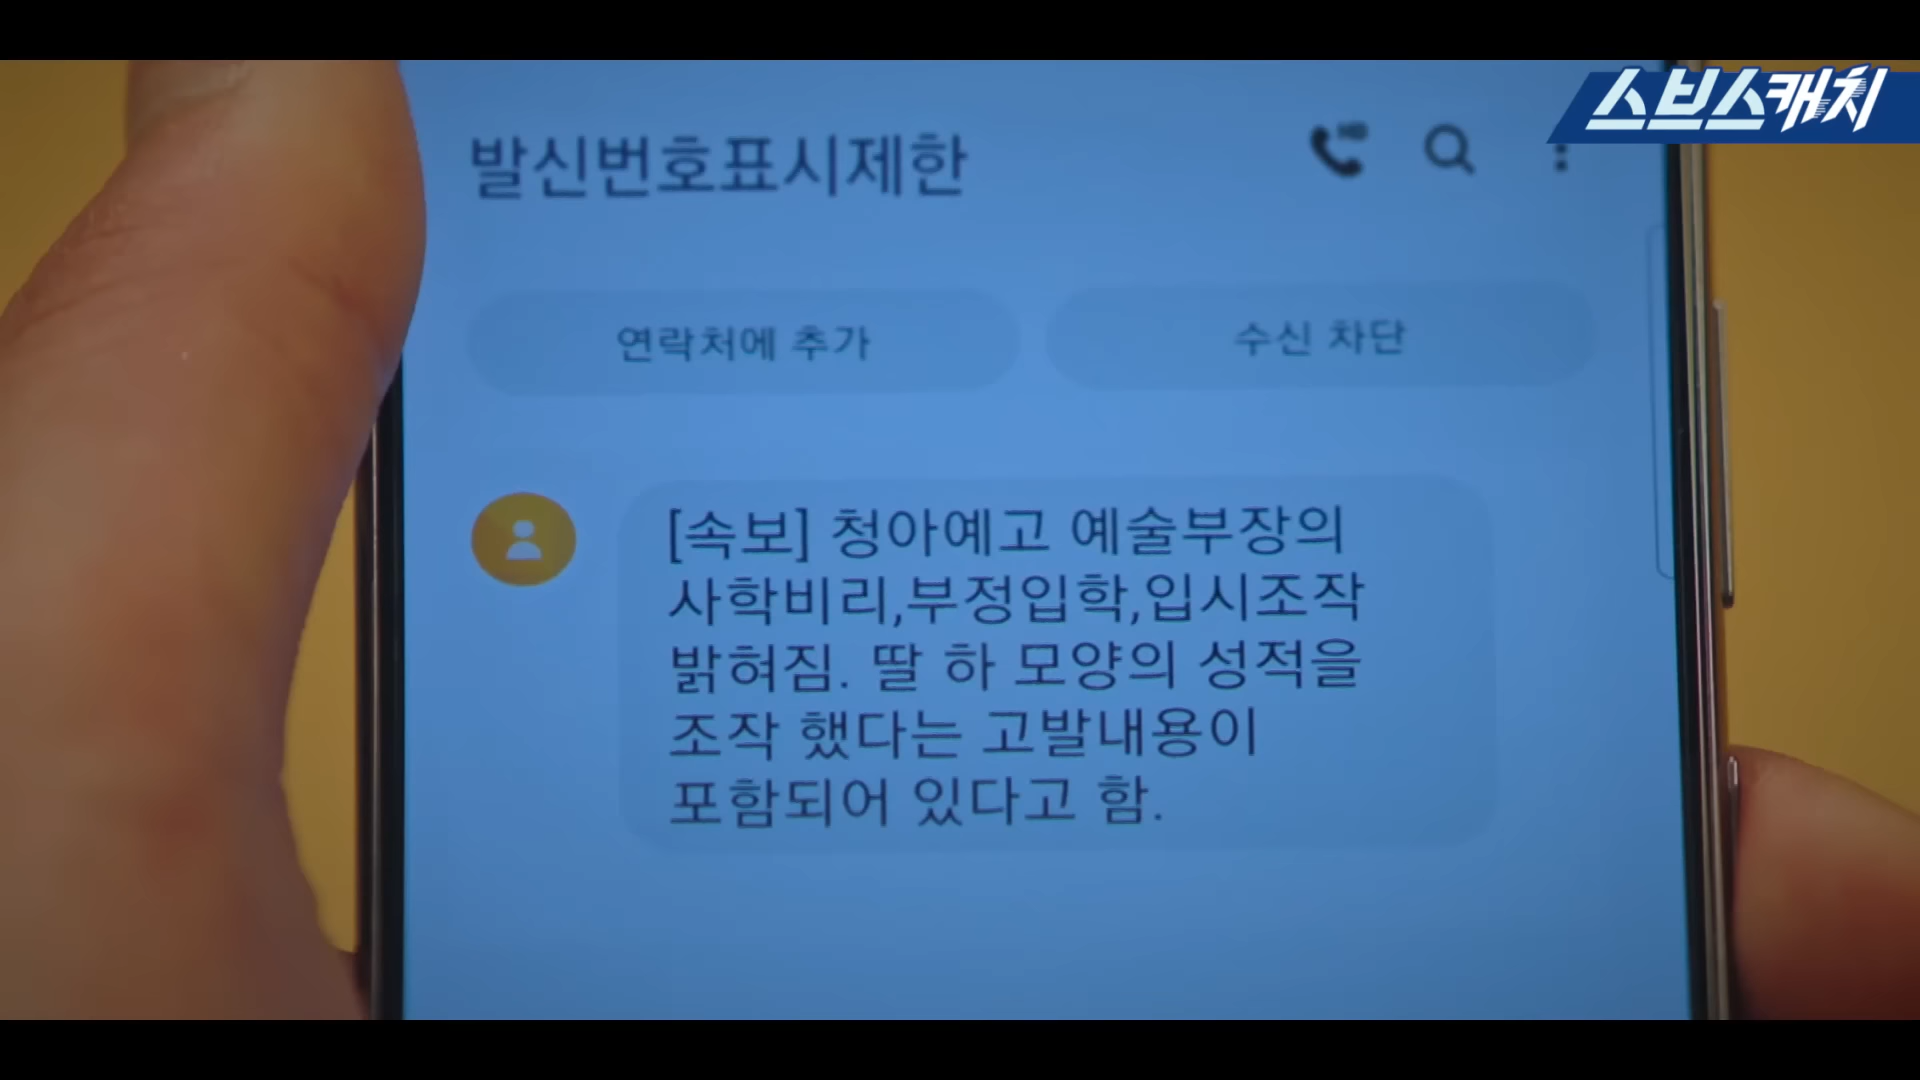 스브스캐치
발신번호표시제한
HD
연락처에 추가
수신 차단
[속보] 청아예고 예술부장의
사학비리,부정입학,입시조작
밝혀짐. 딸 하 모양의 성적을
조작 했다는 고발내용이
포함되어 있다고 함.